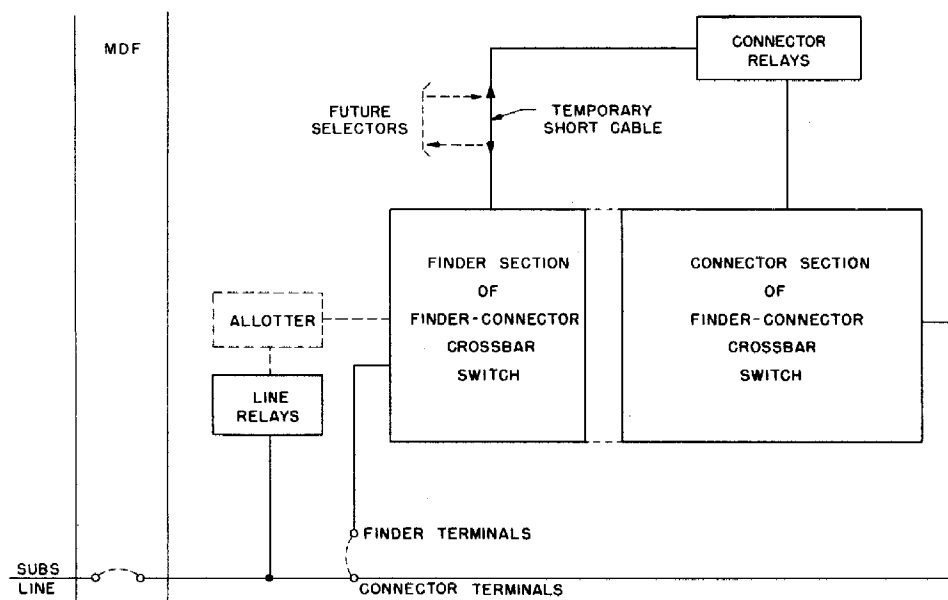 MDF
CONNECTOR
RELAYS
FUTURE
SELECTORS
TEMPORARY
SHORT CABLE
FINDER SECTION
OF
FINDER-CONNECTOR
CROSSBAR
SWITCH
CONNECTOR SECTION
OF
FINDER-CONNECTOR
CROSSBAR
SWITCH
ALLOTTER
LINE
RELAYS
FINDER TERMINALS
SUBS
LINE
CONNECTOR TERMINALS